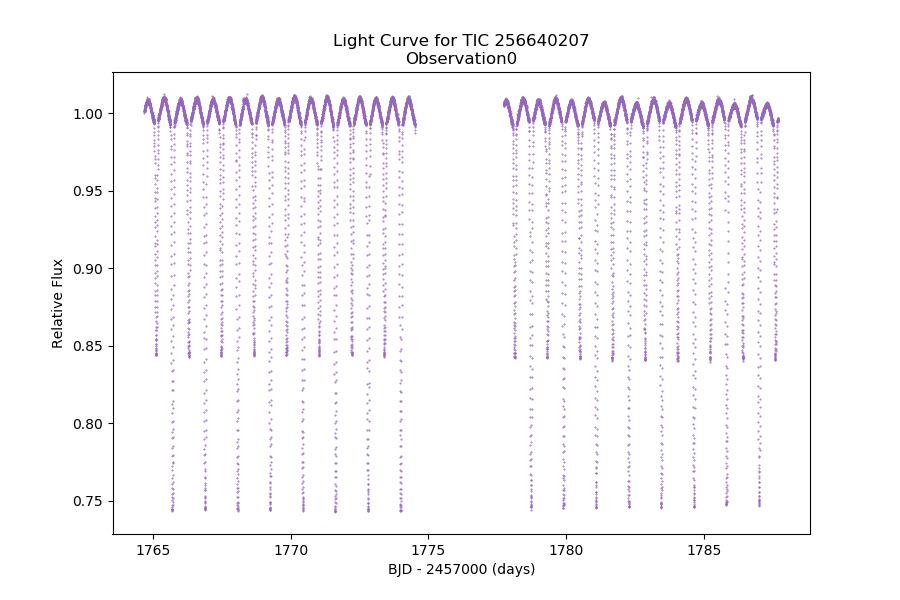 Light Curve for TIC 256640207
Observation0
1.00
0.95
0.90
0.85
0.80
0.75
Relative Flux
1765
1770
1775
1780
1785
BJD - 2457000 (days)